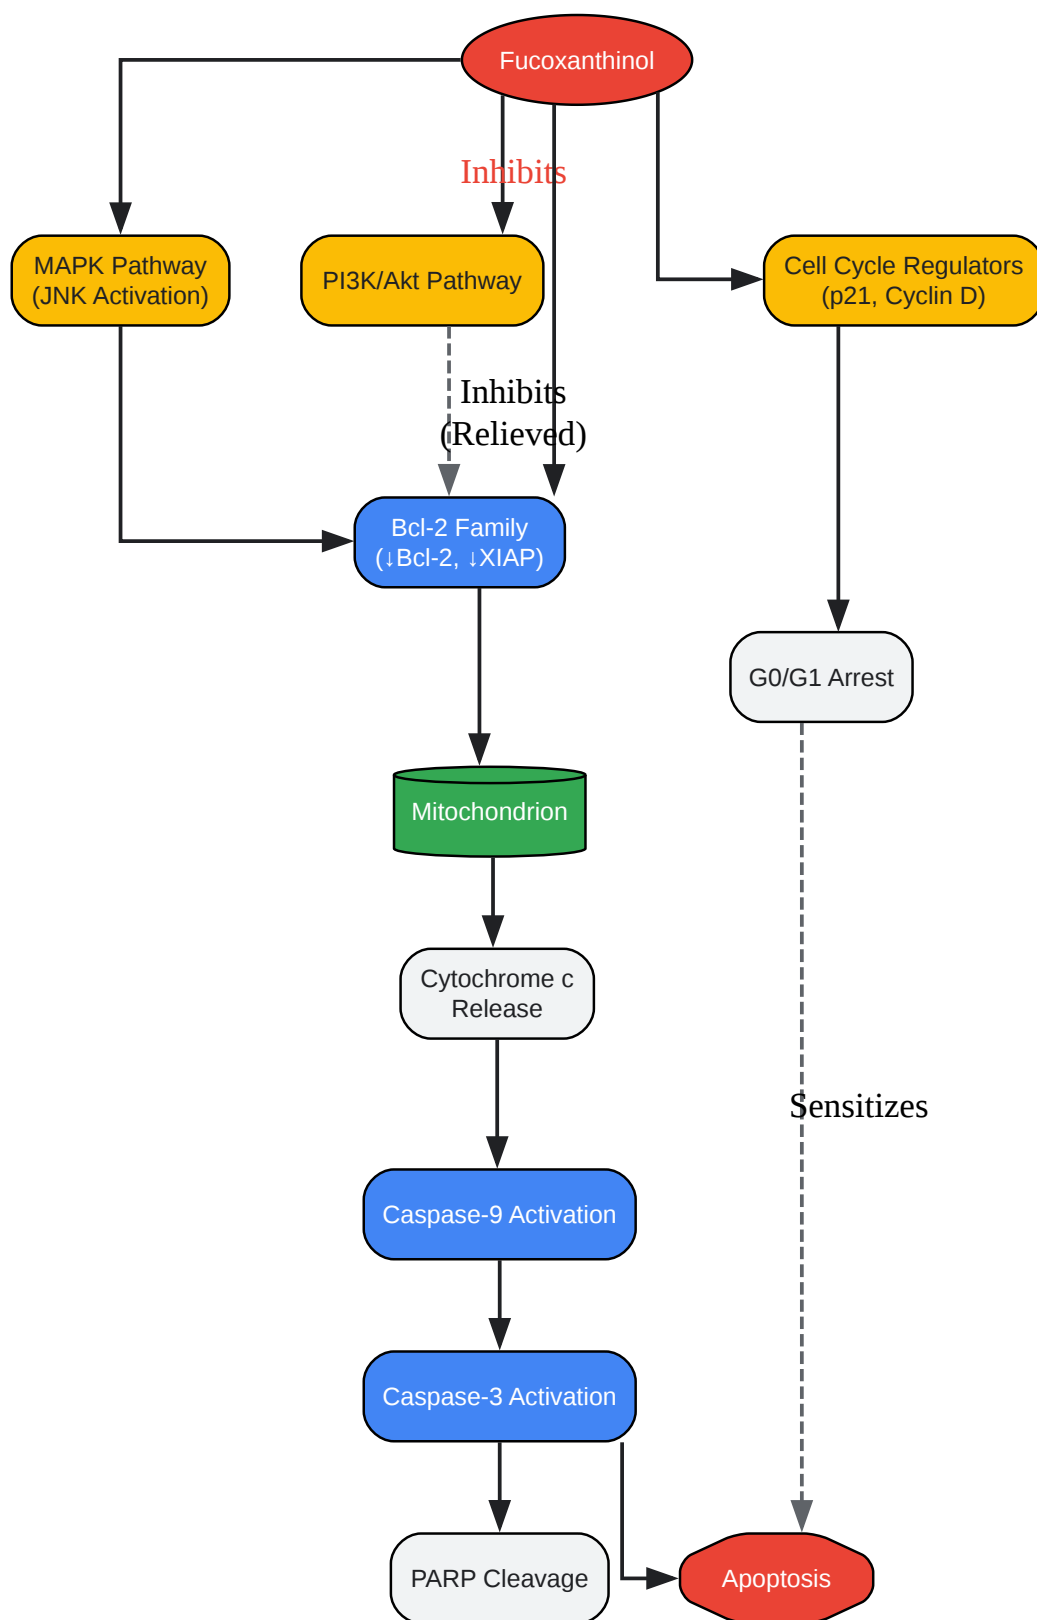 Fucoxanthinol
Inhibits
MAPK Pathway
(JNK Activation)
PI3K/Akt Pathway
Cell Cycle Regulators
(p21, Cyclin D)
Inhibits
(Relieved)
Bcl-2 Family
(↓Bcl-2, ↓XIAP)
G0/G1 Arrest
Mitochondrion
Cytochrome c
Release
Sensitizes
Caspase-9 Activation
Caspase-3 Activation
PARP Cleavage
Apoptosis